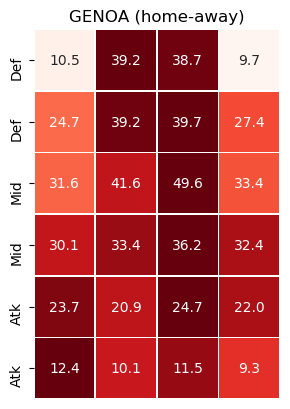 GENOA (home-away)
Def 10.5 39.2 38.7 9.7
Def 24.7 39.2 39.7 27.4
Mid 31.6 41.6 49.6 33.4
Mid 30.1 33.4 36.2 32.4
Atk 23.7 20.9 24.7 22.0
Atk 12.4 10.1 11.5 9.3